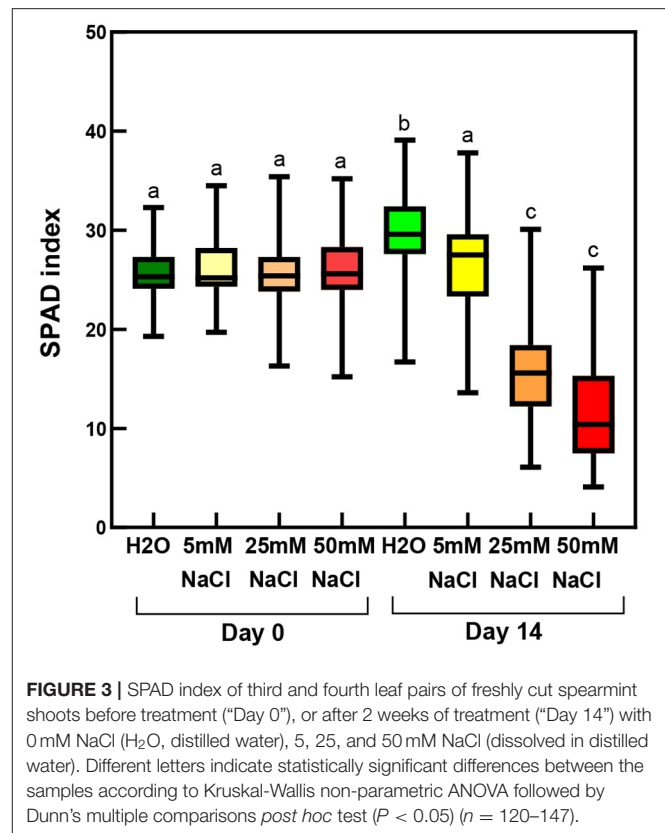 50
40
30
20
10
0
SPAD index
a a a a b a c c
H2O 5mM 25mM 50mM H2O 5mM 25mM 50mM
NaCl NaCl NaCl NaCl NaCl NaCl
Day 0 Day 14
FIGURE 3 | SPAD index of third and fourth leaf pairs of freshly cut spearmint
shoots before treatment (“Day 0”), or after 2 weeks of treatment (“Day 14”) with
0 mM NaCl (H₂O, distilled water), 5, 25, and 50 mM NaCl (dissolved in distilled
water). Different letters indicate statistically significant differences between the
samples according to Kruskal-Wallis non-parametric ANOVA followed by
Dunn’s multiple comparisons post hoc test (P < 0.05) (n = 120–147).